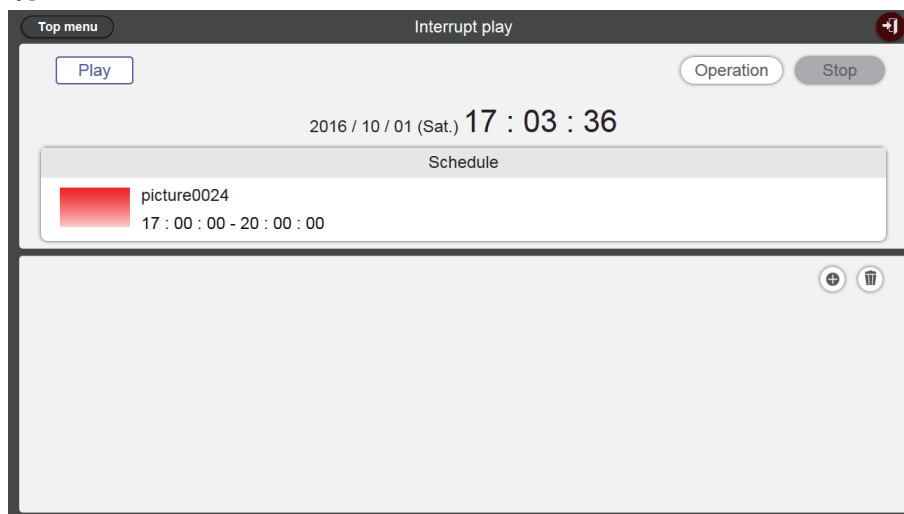 Top menu
Interrupt play
Play
Operation
Stop
2016 / 10 / 01 (Sat.) 17 : 03 : 36
Schedule
picture0024
17 : 00 : 00 - 20 : 00 : 00